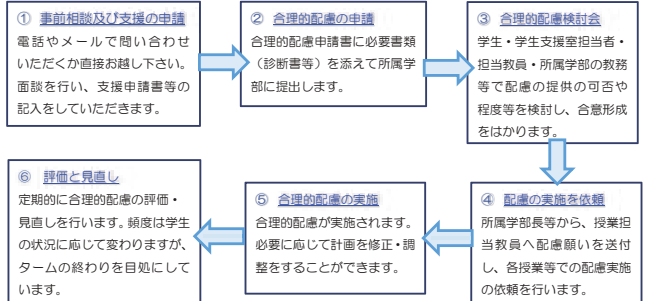 ① 事前相談及び支援の申請
電話やメールで問い合わせ
いただくか直接お越し下さい。
面談を行い、支援申請書等の
記入をしていただきます。
② 合理的配慮の申請
合理的配慮申請書に必要書類
（診断書等）を添えて所属学
部に提出します。
③ 合理的配慮検討会
学生・学生支援室担当者・
担当教員・所属学部の教務
等で配慮の提供の可否や
程度等を検討し、合意形成
をはかります。
④ 配慮の実施を依頼
所属学部長等から、授業担
当教員へ配慮願いを送付
し、各授業等での配慮実施
の依頼を行います。
⑤ 合理的配慮の実施
合理的配慮が実施されます。
必要に応じて計画を修正・調
整をすることができます。
⑥ 評価と見直し
定期的に合理的配慮の評価・
見直しを行います。頻度は学生
の状況に応じて変わりますが、
タームの終わりを目処にして
います。